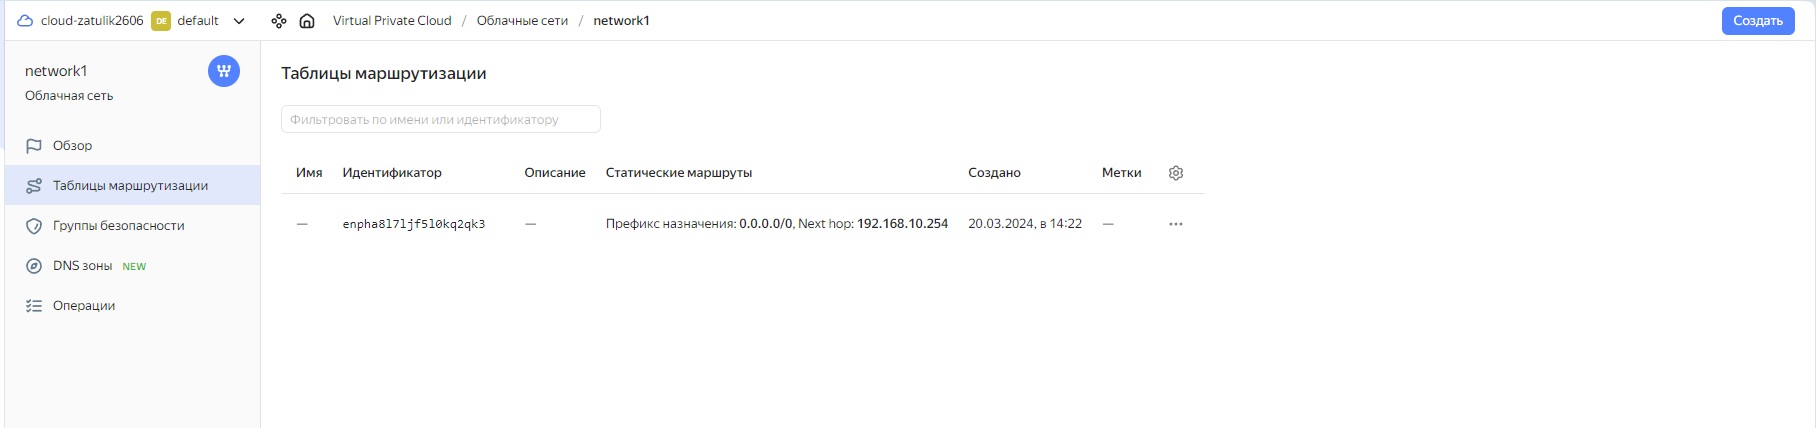 cloud-zatulik2606 DE default Virtual Private Cloud / Облачные сети / network1 Создать
network1
Облачная сеть
Обзор
Таблицы маршрутизации
Группы безопасности
DNS зоны NEW
Операции
Таблицы маршрутизации
Фильтровать по имени или идентификатору
Имя Идентификатор Описание Статические маршруты Создано Метки
— enpha8l7ljf5l0kq2qk3 — Префикс назначения: 0.0.0.0/0, Next hop: 192.168.10.254 20.03.2024, в 14:22 —